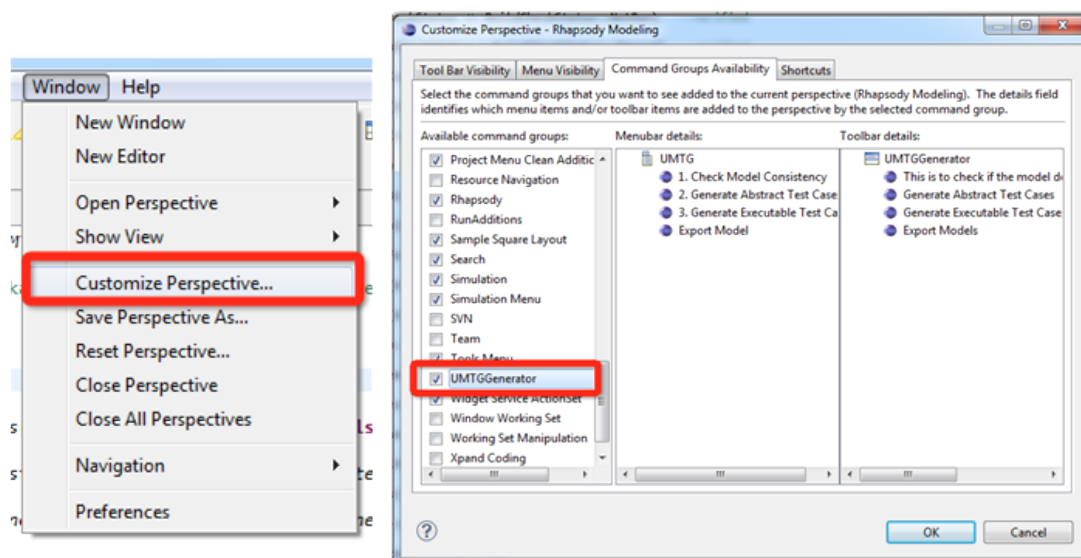 Window Help
New Window
New Editor
Open Perspective
Show View
Customize Perspective...
Save Perspective As...
Reset Perspective...
Close Perspective
Close All Perspectives
Navigation
Preferences
Customize Perspective - Rhapsody Modeling
Tool Bar Visibility Menu Visibility Command Groups Availability Shortcuts
Select the command groups that you want to see added to the current perspective (Rhapsody Modeling). The details field
identifies which menu items and/or toolbar items are added to the perspective by the selected command group.
Available command groups:
Project Menu Clean Additic
Resource Navigation
Rhapsody
RunAdditions
Sample Square Layout
Search
Simulation
Simulation Menu
SVN
Team
Tools Menu
UMTGGenerator
Widget Service ActionSet
Window Working Set
Working Set Manipulation
Xpand Coding
Menubar details:
UMTG
1. Check Model Consistency
2. Generate Abstract Test Case
3. Generate Executable Test Ca
Export Model
Toolbar details:
UMTGGenerator
This is to check if the model d
Generate Abstract Test Cases
Generate Executable Test Case
Export Models
OK Cancel